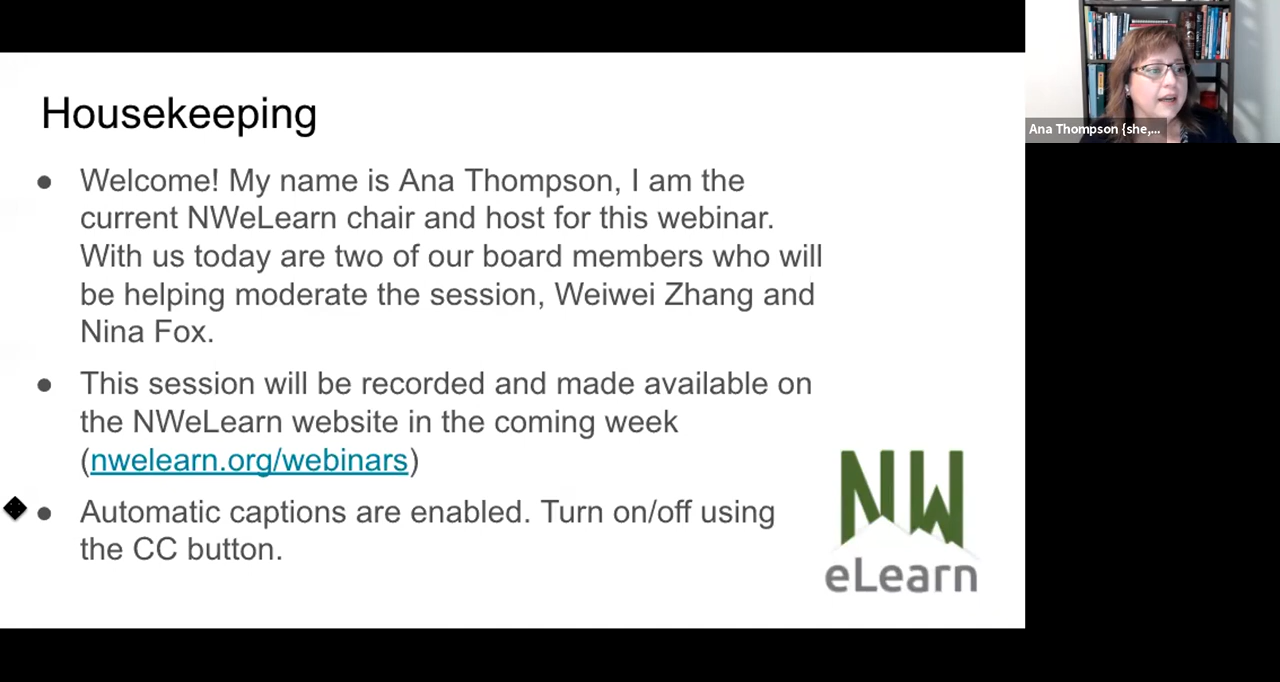 Housekeeping
● Welcome! My name is Ana Thompson, I am the
current NWeLearn chair and host for this webinar.
With us today are two of our board members who will
be helping moderate the session, Weiwei Zhang and
Nina Fox.
● This session will be recorded and made available on
the NWeLearn website in the coming week
(nwelearn.org/webinars)
● Automatic captions are enabled. Turn on/off using
the CC button.
NW
eLearn
Ana Thompson {she,...